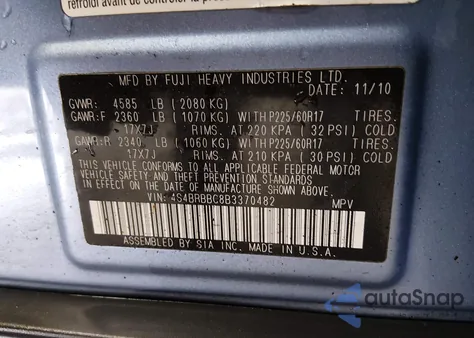 refroidi avant de contrôler.
MFD BY FUJI HEAVY INDUSTRIES LTD.
DATE: 11/10
GVWR: 4585 LB ( 2080 KG)
GAWR:F 2360 LB ( 1070 KG) WITH P225/60R17 TIRES.
17X7J RIMS. AT 220 KPA ( 32 PSI) COLD
GAWR:R 2340 LB ( 1060 KG) WITH P225/60R17 TIRES.
17X7J RIMS. AT 210 KPA ( 30 PSI) COLD
THIS VEHICLE CONFORMS TO ALL APPLICABLE FEDERAL MOTOR
VEHICLE SAFETY AND THEFT PREVENTION STANDARDS IN
EFFECT ON THE DATE OF MANUFACTURE SHOWN ABOVE.
VIN: 4S4BRBBC8B3370482 MPV
ASSEMBLED BY SIA INC. MADE IN U.S.A.
autoSnap